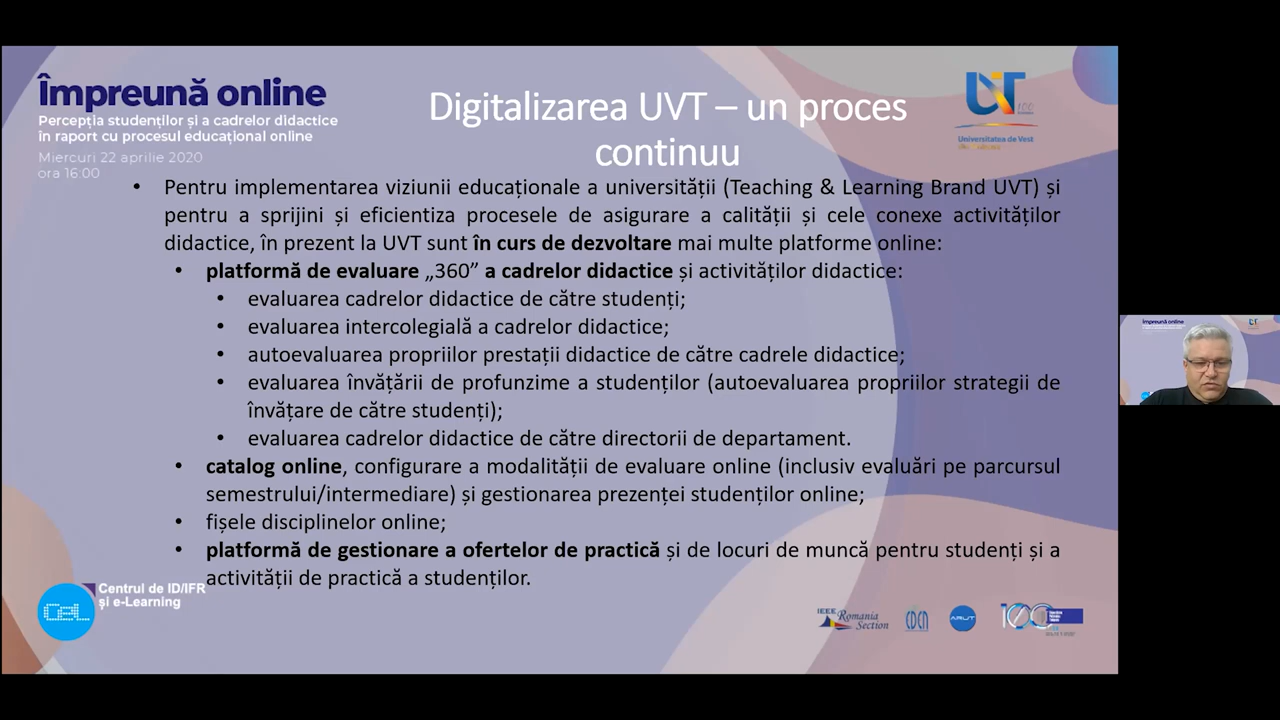 Împreună online
Percepția studenților și a cadrelor didactice
în raport cu procesul educațional online
Miercuri 22 aprilie 2020
ora 16:00
Digitalizarea UVT – un proces
continuu
UVT
100
Universitatea de Vest
• Pentru implementarea viziunii educaționale a universității (Teaching & Learning Brand UVT) și
pentru a sprijini și eficientiza procesele de asigurare a calității și cele conexe activităților
didactice, în prezent la UVT sunt în curs de dezvoltare mai multe platforme online:
• platformă de evaluare „360” a cadrelor didactice și activităților didactice:
• evaluarea cadrelor didactice de către studenți;
• evaluarea intercolegială a cadrelor didactice;
• autoevaluarea propriilor prestații didactice de către cadrele didactice;
• evaluarea învățării de profunzime a studenților (autoevaluarea propriilor strategii de
învățare de către studenți);
• evaluarea cadrelor didactice de către directorii de departament.
• catalog online, configurare a modalității de evaluare online (inclusiv evaluări pe parcursul
semestrului/intermediare) și gestionarea prezenței studenților online;
• fișele disciplinelor online;
• platformă de gestionare a ofertelor de practică și de locuri de muncă pentru studenți și a
activității de practică a studenților.
CeL
Centrul de ID/IFR
și e-Learning
IEEE
Romania
Section
EDEN
ARUT
100
Împreună online